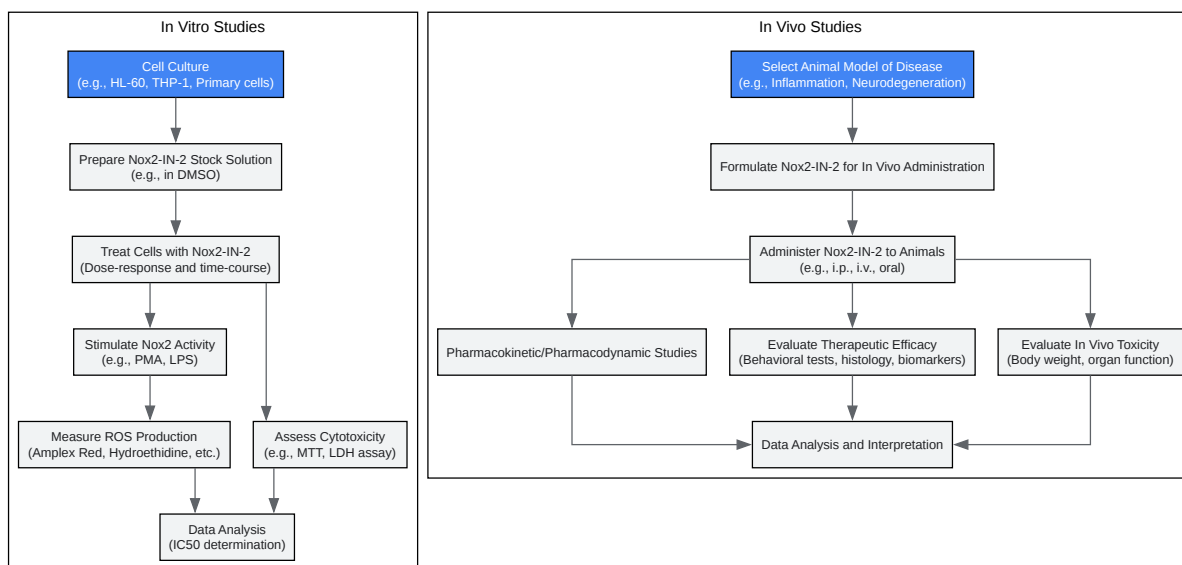 In Vitro Studies
Cell Culture
(e.g., HL-60, THP-1, Primary cells)
Prepare Nox2-IN-2 Stock Solution
(e.g., in DMSO)
Treat Cells with Nox2-IN-2
(Dose-response and time-course)
Stimulate Nox2 Activity
(e.g., PMA, LPS)
Measure ROS Production
(Amplex Red, Hydroethidine, etc.)
Assess Cytotoxicity
(e.g., MTT, LDH assay)
Data Analysis
(IC50 determination)
In Vivo Studies
Select Animal Model of Disease
(e.g., Inflammation, Neurodegeneration)
Formulate Nox2-IN-2 for In Vivo Administration
Administer Nox2-IN-2 to Animals
(e.g., i.p., i.v., oral)
Pharmacokinetic/Pharmacodynamic Studies
Evaluate Therapeutic Efficacy
(Behavioral tests, histology, biomarkers)
Evaluate In Vivo Toxicity
(Body weight, organ function)
Data Analysis and Interpretation